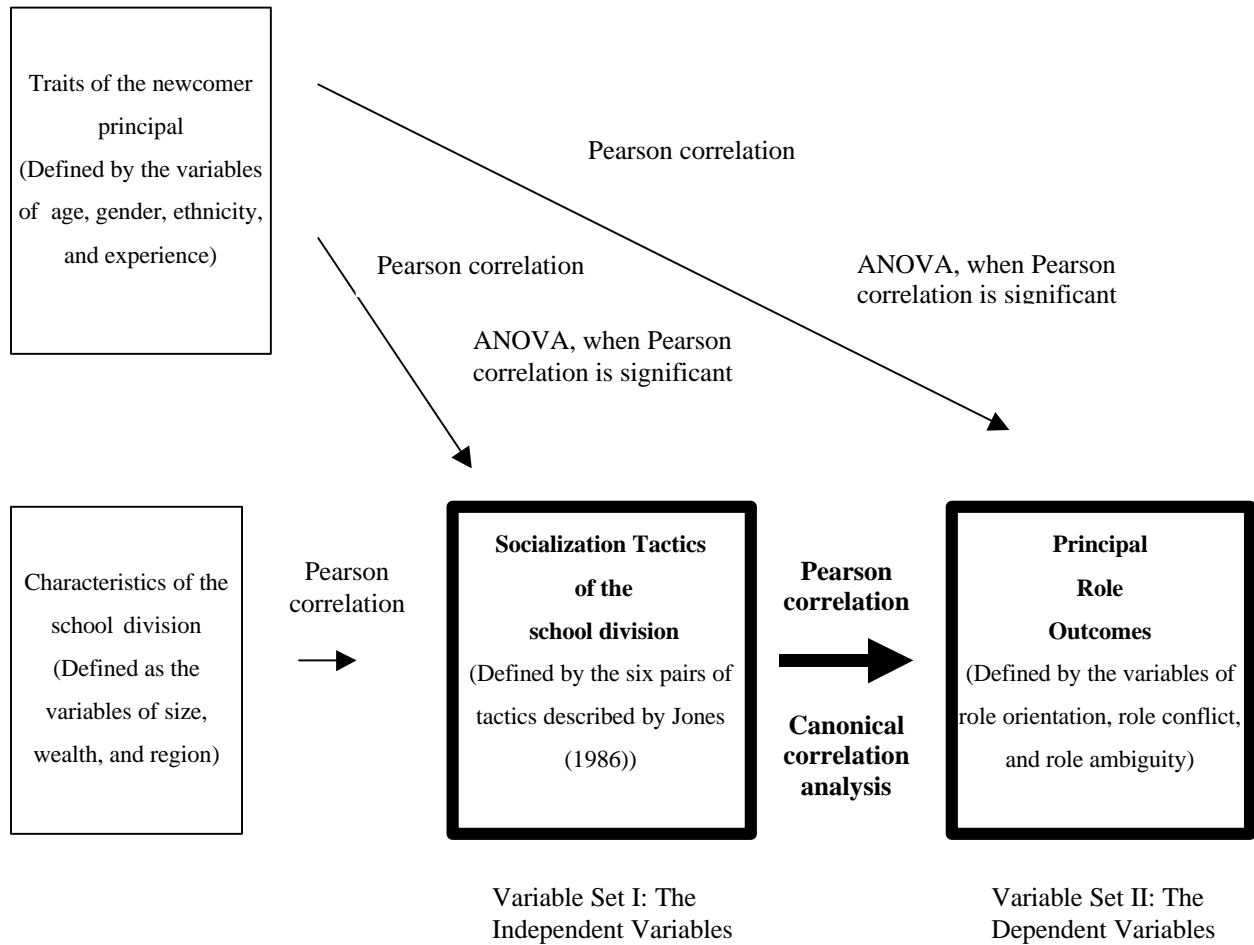 Traits of the newcomer
principal
(Defined by the variables
of age, gender, ethnicity,
and experience)
Pearson correlation
Pearson correlation
ANOVA, when Pearson
correlation is significant
ANOVA, when Pearson
correlation is significant
Characteristics of the
school division
(Defined as the
variables of size,
wealth, and region)
Pearson
correlation
Socialization Tactics
of the
school division
(Defined by the six pairs of
tactics described by Jones
(1986))
Pearson
correlation
Canonical
correlation
analysis
Principal
Role
Outcomes
(Defined by the variables of
role orientation, role conflict,
and role ambiguity)
Variable Set I: The
Independent Variables
Variable Set II: The
Dependent Variables